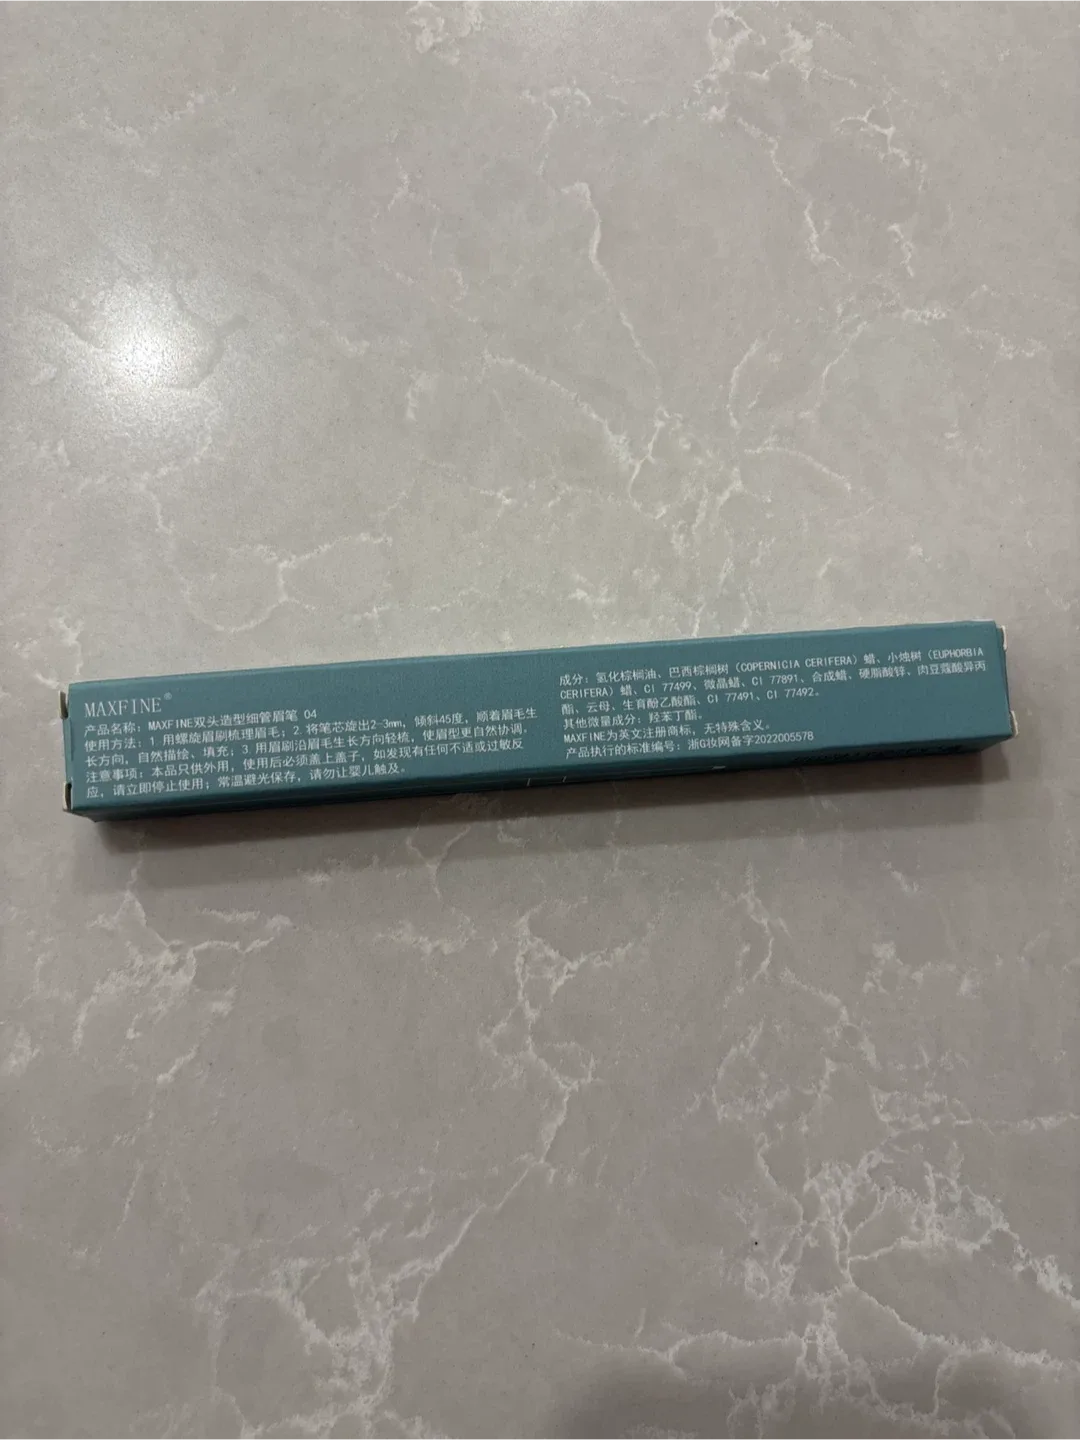 MAXFINE®
产品名称：MAXFINE双头造型细管眉笔 04
使用方法：1.用螺旋眉刷梳理眉毛；2.将笔芯旋出2-3mm，倾斜45度，顺着眉毛生
长方向，自然描绘、填充；3.用眉刷沿眉毛生长方向轻梳，使眉型更自然协调。
注意事项：本品只供外用，使用后必须盖上盖子，如发现有任何不适或过敏反
应，请立即停止使用；常温避光保存，请勿让婴儿触及。
成分：氢化棕榈油、巴西棕榈树（COPERNICIA CERIFERA）蜡、小烛树（EUPHORBIA
CERIFERA）蜡、CI 77499、微晶蜡、CI 77891、合成蜡、硬脂酸锌、肉豆蔻酸异丙
酯、云母、生育酚乙酸酯、CI 77491、CI 77492。
其他微量成分：羟苯丁酯。
MAXFINE为英文注册商标，无特殊含义。
产品执行的标准编号：浙G妆网备字2022005578